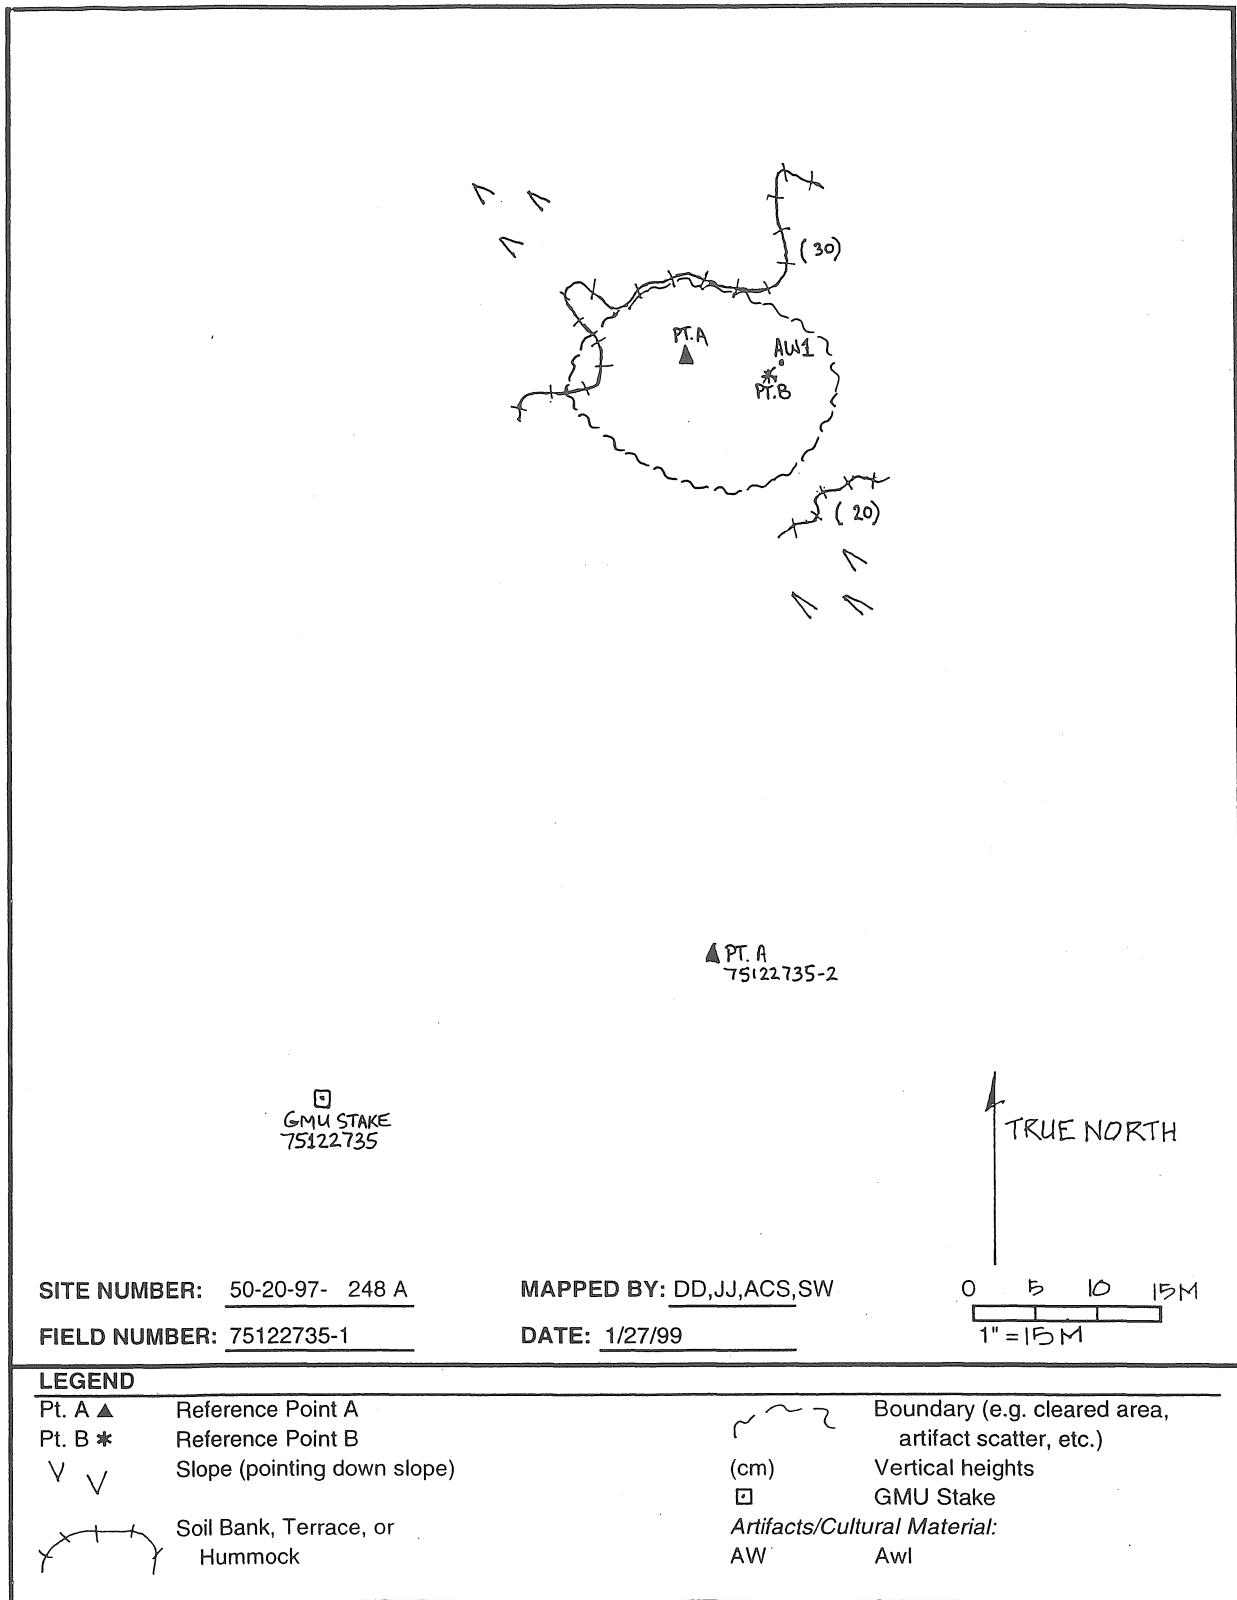 (30)
PT.A
AW1
PT.B
(20)
PT. A
75122735-2
GMU STAKE
75122735
TRUE NORTH
SITE NUMBER: 50-20-97- 248 A
MAPPED BY: DD,JJ,ACS,SW
0 5 10 15M
FIELD NUMBER: 75122735-1
DATE: 1/27/99
1" = 15 M
LEGEND
Pt. A ▲ Reference Point A
Pt. B * Reference Point B
Slope (pointing down slope)
Soil Bank, Terrace, or
Hummock
Boundary (e.g. cleared area,
artifact scatter, etc.)
(cm) Vertical heights
GMU Stake
Artifacts/Cultural Material:
AW Awl